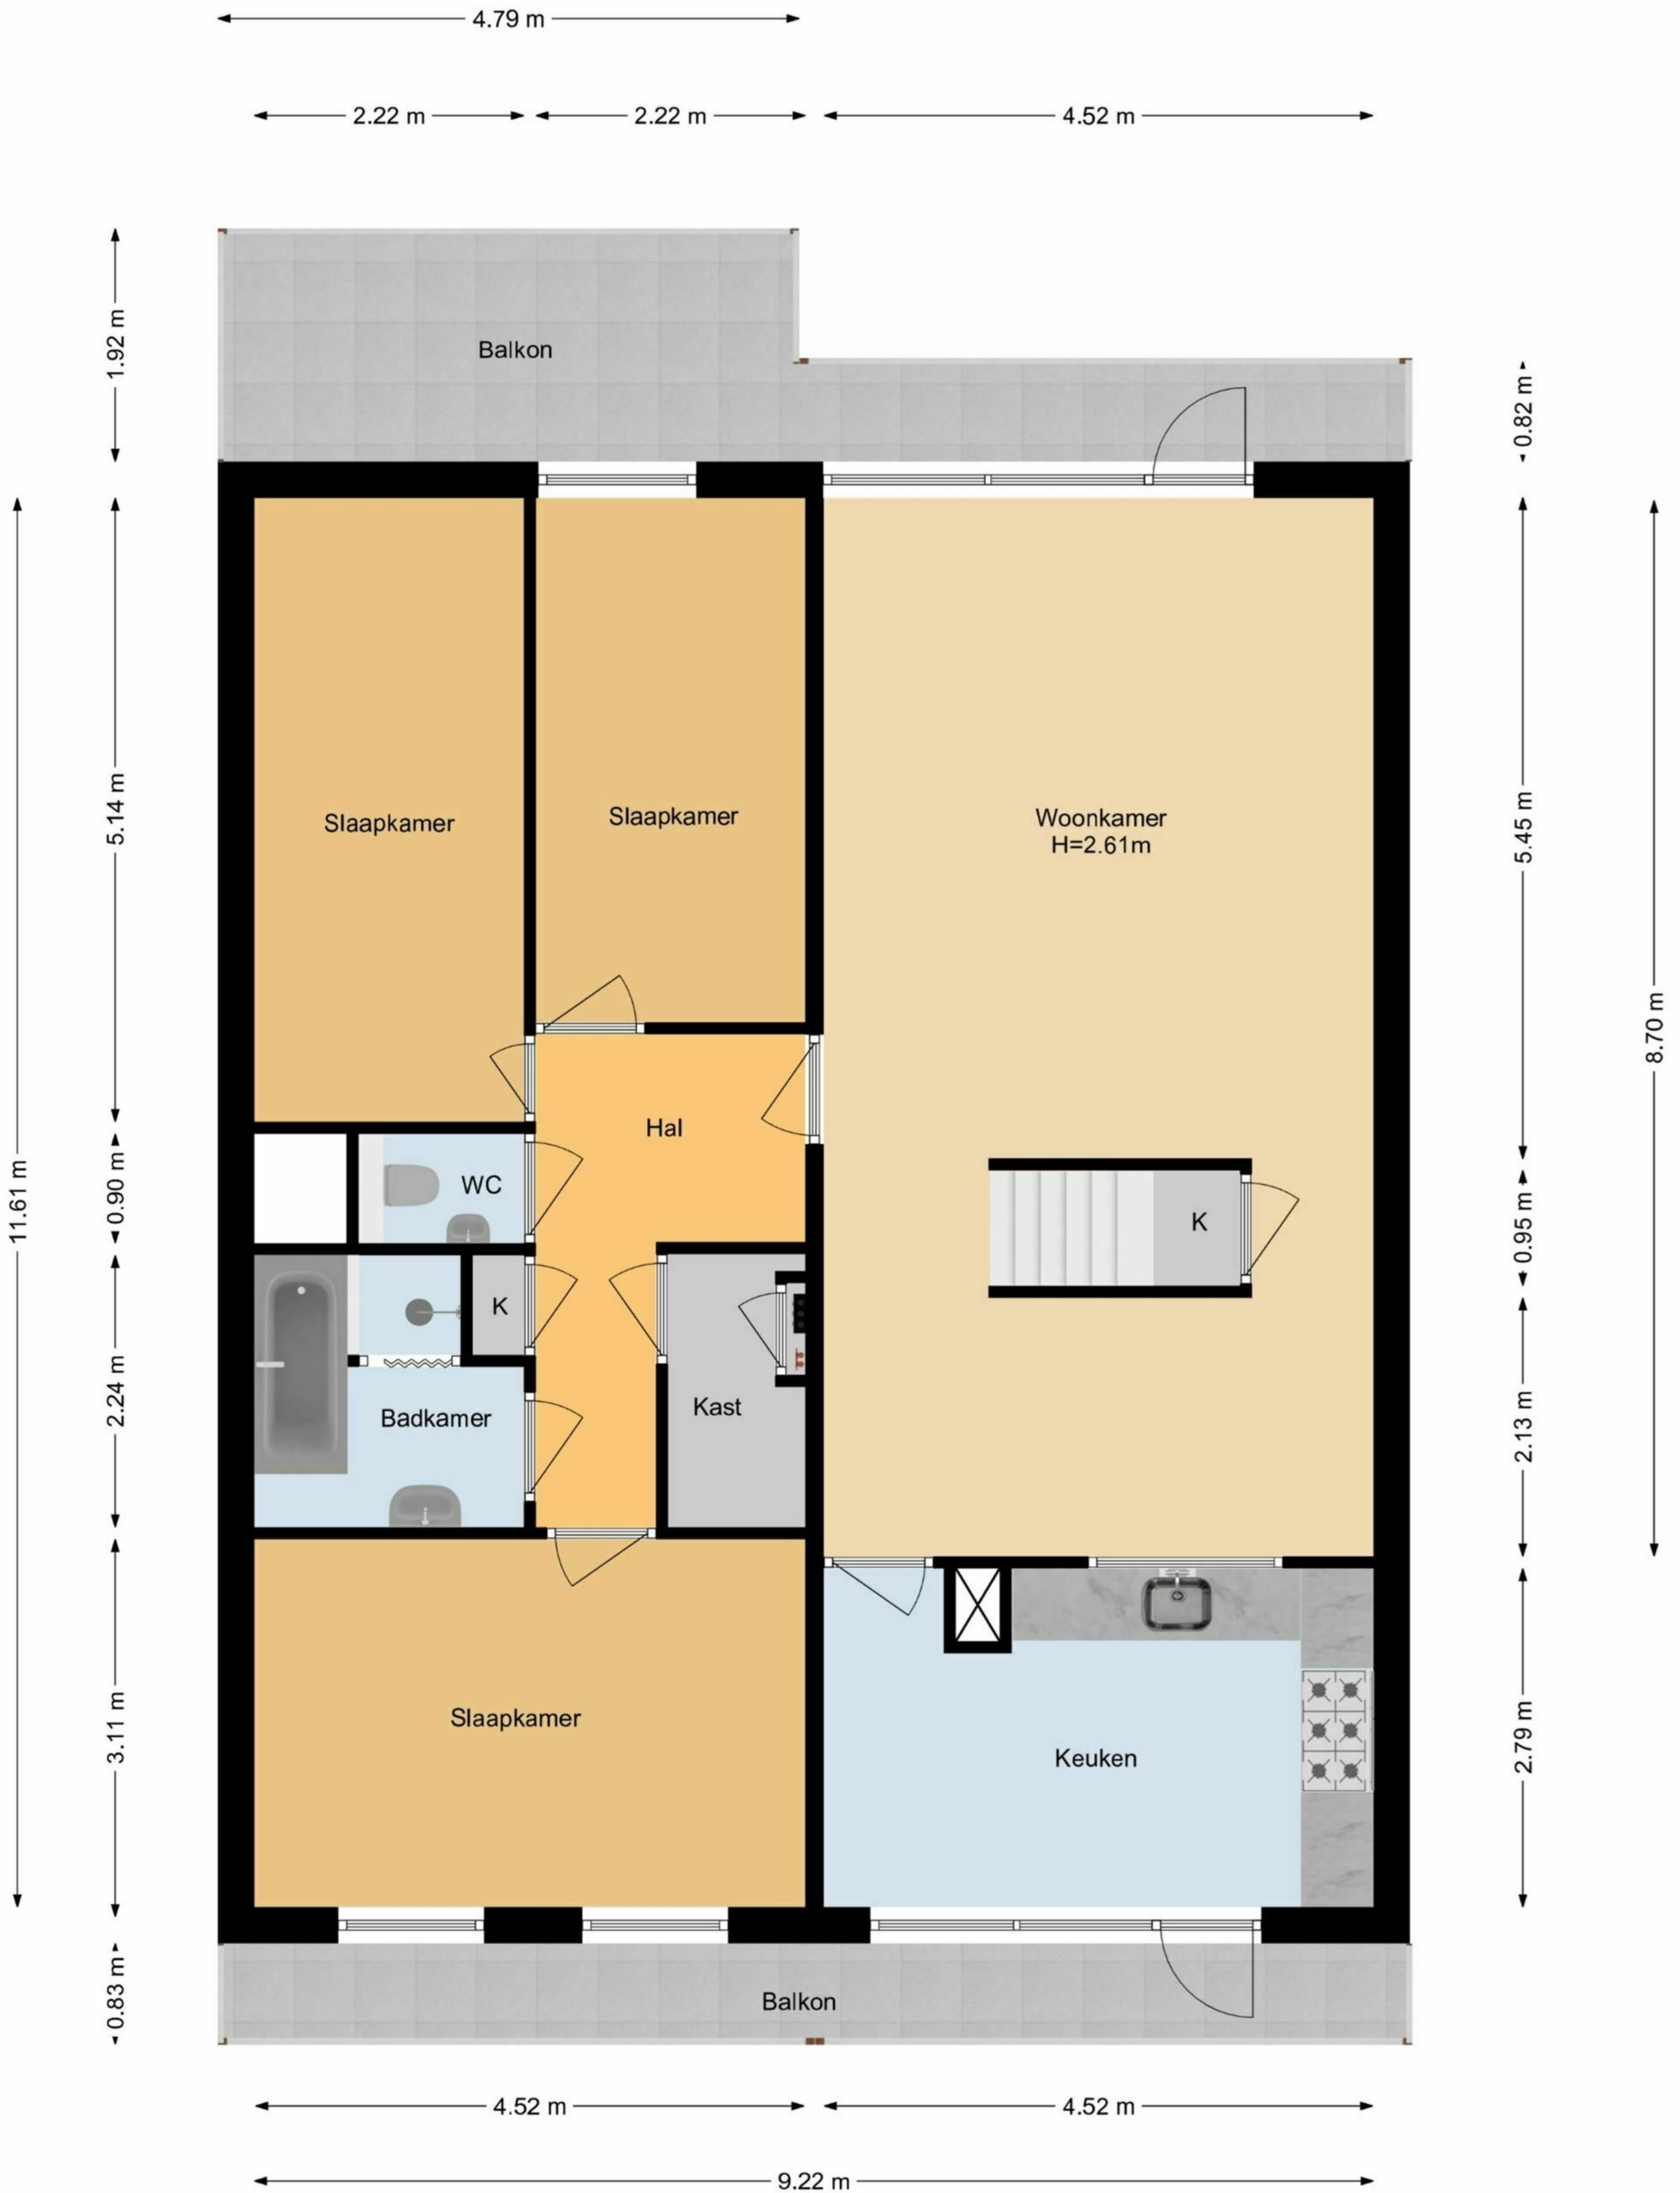 4.79 m
2.22 m
2.22 m
4.52 m
1.92 m
0.82 m
Balkon
5.14 m
11.61 m
5.45 m
8.70 m
Slaapkamer
Slaapkamer
Woonkamer
H=2.61m
Hal
0.90 m
WC
K
0.95 m
K
2.24 m
Kast
Badkamer
2.13 m
3.11 m
Slaapkamer
Keuken
2.79 m
0.83 m
Balkon
4.52 m
4.52 m
9.22 m